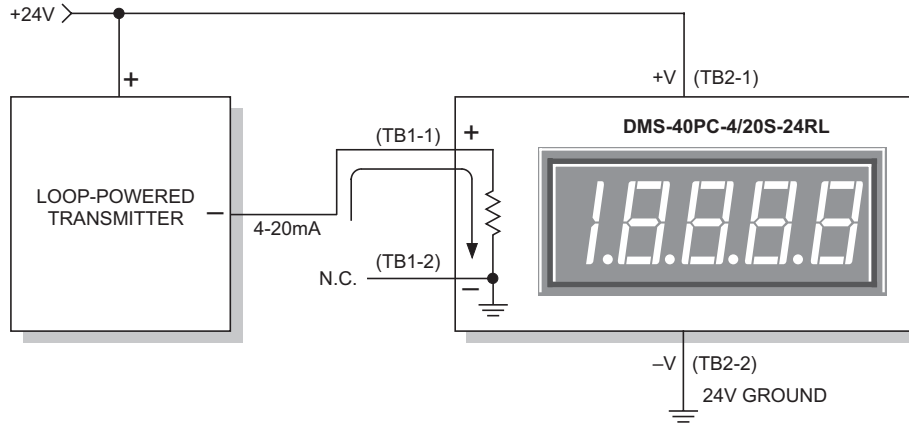 +24V
+
+V (TB2-1)
DMS-40PC-4/20S-24RL
(TB1-1) +
LOOP-POWERED
TRANSMITTER –
4-20mA
1.8.8.8.8
N.C. (TB1-2) –
–V (TB2-2)
24V GROUND